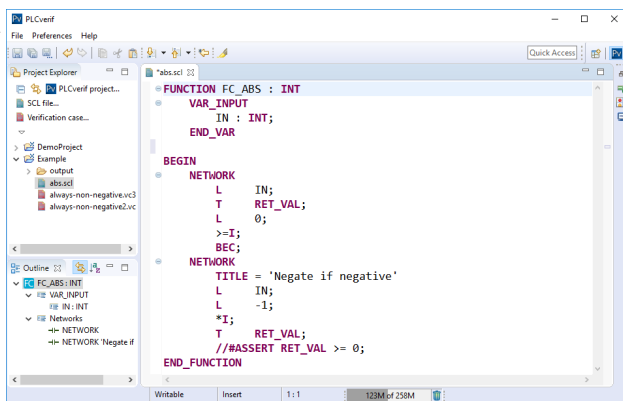 PLCverif
File Preferences Help
Quick Access
Project Explorer
PLCverif project...
SCL file...
Verification case...
DemoProject
Example
output
abs.scl
always-non-negative.vc3
always-non-negative2.vc
Outline
FC_ABS : INT
VAR_INPUT
IN : INT
Networks
NETWORK
NETWORK 'Negate if
*abs.scl
FUNCTION FC_ABS : INT
VAR_INPUT
IN : INT;
END_VAR
BEGIN
NETWORK
L IN;
T RET_VAL;
L 0;
>=I;
BEC;
NETWORK
TITLE = 'Negate if negative'
L IN;
L -1;
*I;
T RET_VAL;
//#ASSERT RET_VAL >= 0;
END_FUNCTION
Writable Insert 1 : 1 123M of 258M